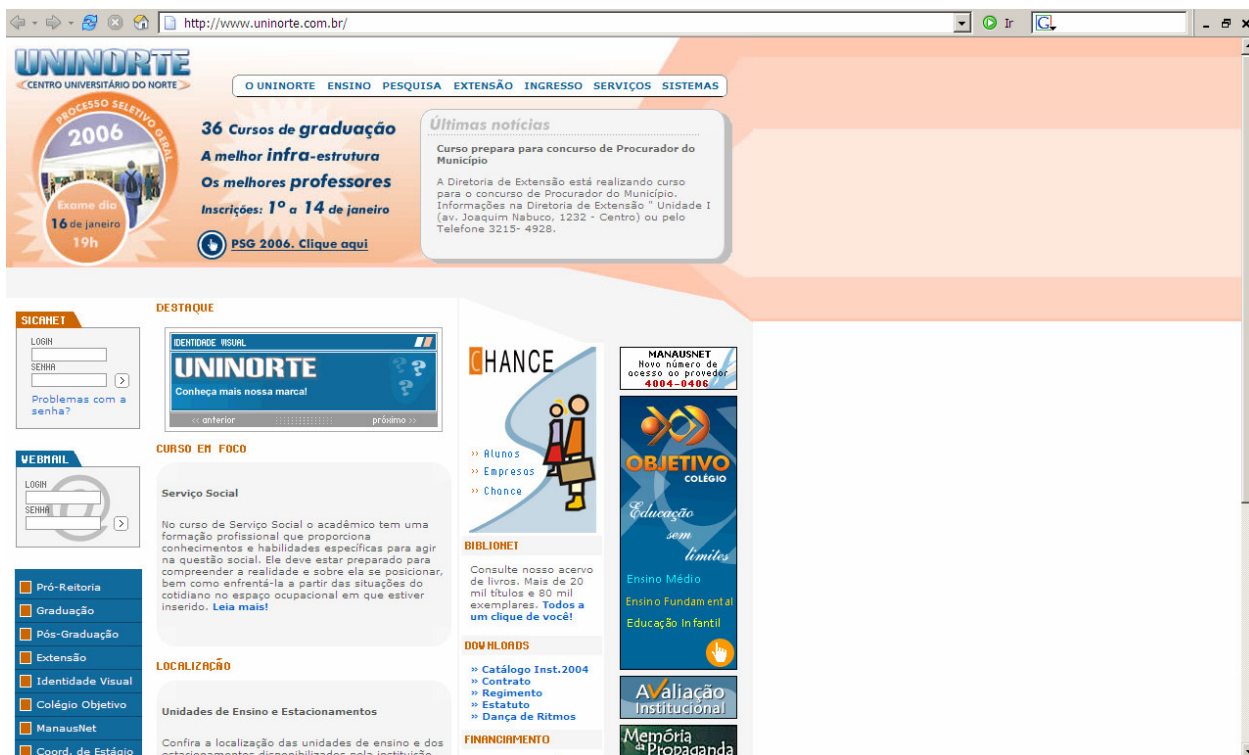 http://www.uninorte.com.br/
Ir
G
UNINORTE
CENTRO UNIVERSITÁRIO DO NORTE
O UNINORTE ENSINO PESQUISA EXTENSÃO INGRESSO SERVIÇOS SISTEMAS
PROCESSO SELETIVO GERAL
2006
Exame dia
16 de janeiro
19h
36 Cursos de graduação
A melhor infra-estrutura
Os melhores professores
Inscrições: 1º a 14 de janeiro
PSG 2006. Clique aqui
Últimas notícias
Curso prepara para concurso de Procurador do
Município
A Diretoria de Extensão está realizando curso
para o concurso de Procurador do Município.
Informações na Diretoria de Extensão " Unidade I
(av. Joaquim Nabuco, 1232 - Centro) ou pelo
Telefone 3215- 4928.
SICANET
LOGIN
SENHA
Problemas com a
senha?
WEBMAIL
LOGIN
SENHA
Pró-Reitoria
Graduação
Pós-Graduação
Extensão
Identidade Visual
Colégio Objetivo
ManausNet
Coord. de Estágio
DESTAQUE
IDENTIDADE VISUAL
UNINORTE
Conheça mais nossa marca!
<< anterior
próximo >>
CURSO EM FOCO
Serviço Social
No curso de Serviço Social o acadêmico tem uma
formação profissional que proporciona
conhecimentos e habilidades específicas para agir
na questão social. Ele deve estar preparado para
compreender a realidade e sobre ela se posicionar,
bem como enfrentá-la a partir das situações do
cotidiano no espaço ocupacional em que estiver
inserido. Leia mais!
LOCALIZAÇÃO
Unidades de Ensino e Estacionamentos
Confira a localização das unidades de ensino e dos
estacionamentos disponibilizados pela instituição
CHANCE
>> Alunos
>> Empresas
>> Chance
BIBLIONET
Consulte nosso acervo
de livros. Mais de 20
mil títulos e 80 mil
exemplares. Todos a
um clique de você!
DOWNLOADS
» Catálogo Inst.2004
» Contrato
» Regimento
» Estatuto
» Dança de Ritmos
FINANCIAMENTO
MANAUSNET
Novo número de
acesso ao provedor
4004-0406
OBJETIVO
COLÉGIO
Educação
sem
limites
Ensino Médio
Ensino Fundamental
Educação Infantil
AValiação
Institucional
Memória
da Propaganda